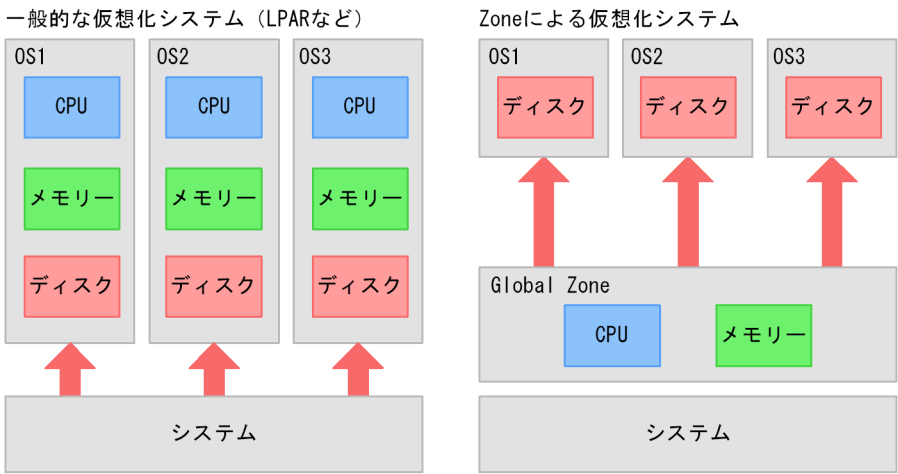 一般的な仮想化システム（LPARなど）
OS1
CPU
メモリー
ディスク
OS2
CPU
メモリー
ディスク
OS3
CPU
メモリー
ディスク
システム
Zoneによる仮想化システム
OS1
ディスク
OS2
ディスク
OS3
ディスク
Global Zone
CPU
メモリー
システム